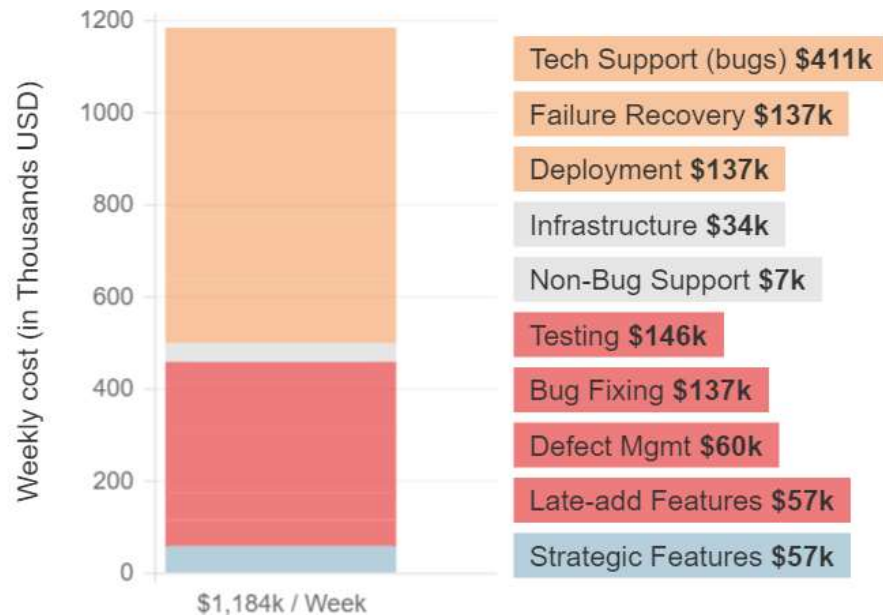 Weekly cost (in Thousands USD)
1200
1000
800
600
400
200
0
$1,184k / Week
Tech Support (bugs) $411k
Failure Recovery $137k
Deployment $137k
Infrastructure $34k
Non-Bug Support $7k
Testing $146k
Bug Fixing $137k
Defect Mgmt $60k
Late-add Features $57k
Strategic Features $57k